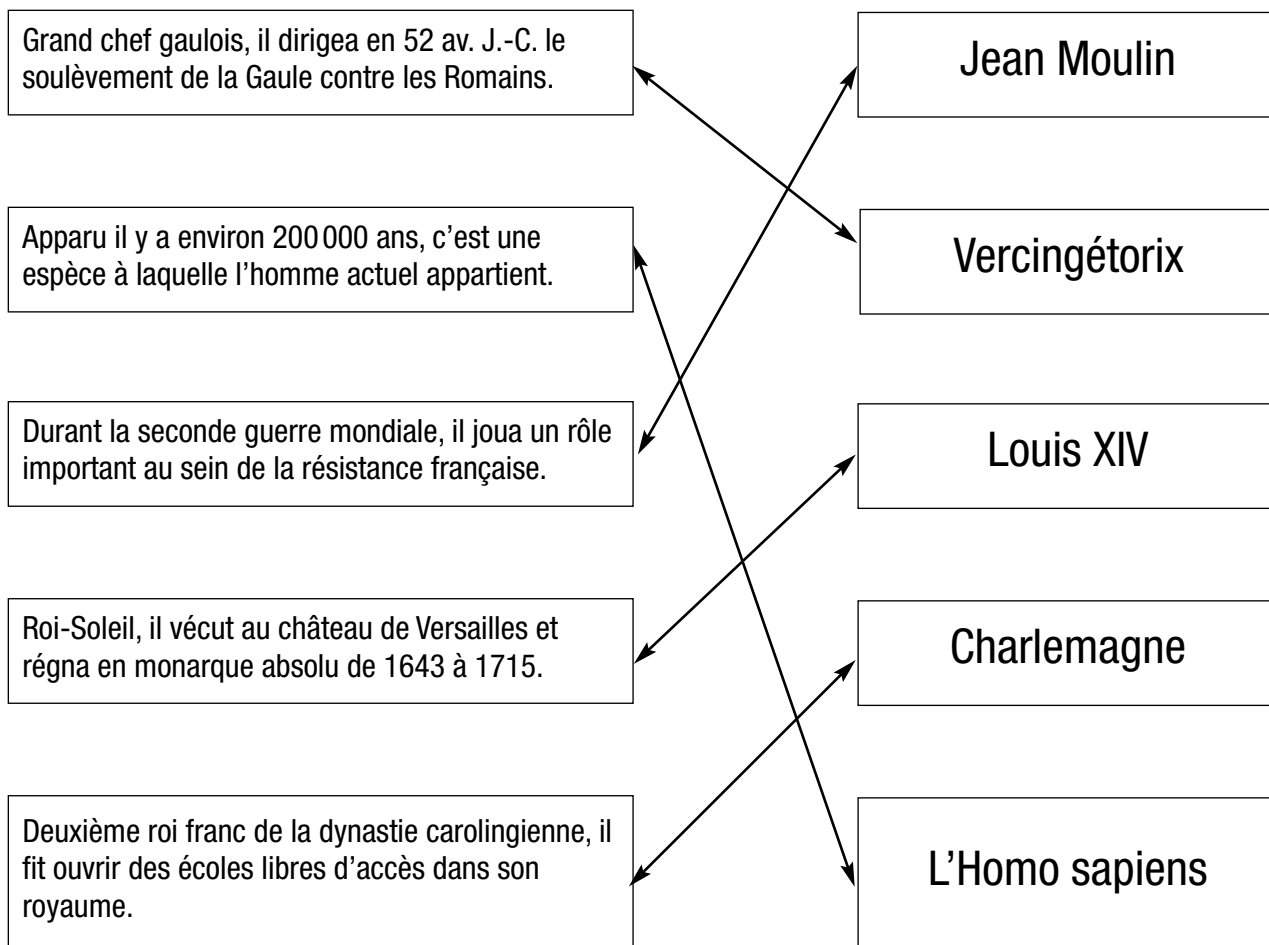 Grand chef gaulois, il dirigea en 52 av. J.-C. le
soulèvement de la Gaule contre les Romains.
Jean Moulin
Apparu il y a environ 200 000 ans, c’est une
espèce à laquelle l’homme actuel appartient.
Vercingétorix
Durant la seconde guerre mondiale, il joua un rôle
important au sein de la résistance française.
Louis XIV
Roi-Soleil, il vécut au château de Versailles et
régna en monarque absolu de 1643 à 1715.
Charlemagne
Deuxième roi franc de la dynastie carolingienne, il
fit ouvrir des écoles libres d’accès dans son
royaume.
L’Homo sapiens